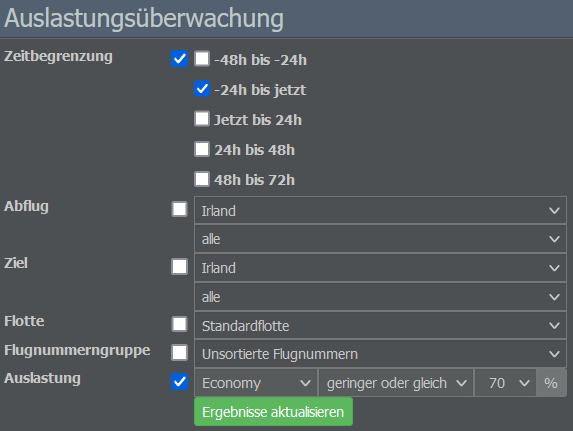 Auslastungsüberwachung
Zeitbegrenzung -48h bis -24h
-24h bis jetzt
Jetzt bis 24h
24h bis 48h
48h bis 72h
Abflug Irland
alle
Ziel Irland
alle
Flotte Standardflotte
Flugnummerngruppe Unsortierte Flugnummern
Auslastung Economy geringer oder gleich 70 %
Ergebnisse aktualisieren